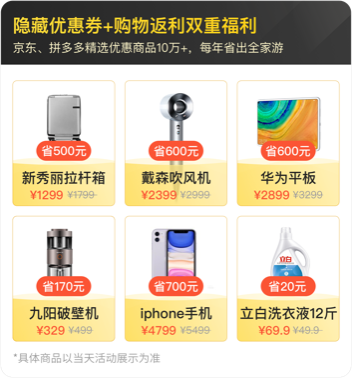 隐藏优惠券+购物返利双重福利
京东、拼多多精选优惠商品10万+，每年省出全家游
省500元
省600元
省600元
新秀丽拉杆箱
戴森吹风机
华为平板
¥1299 ¥1799
¥2399 ¥2999
¥2899 ¥3299
立白
省170元
省700元
省20元
九阳破壁机
iphone手机
立白洗衣液12斤
¥329 ¥499
¥4799 ¥5499
¥69.9 ¥49.9
*具体商品以当天活动展示为准